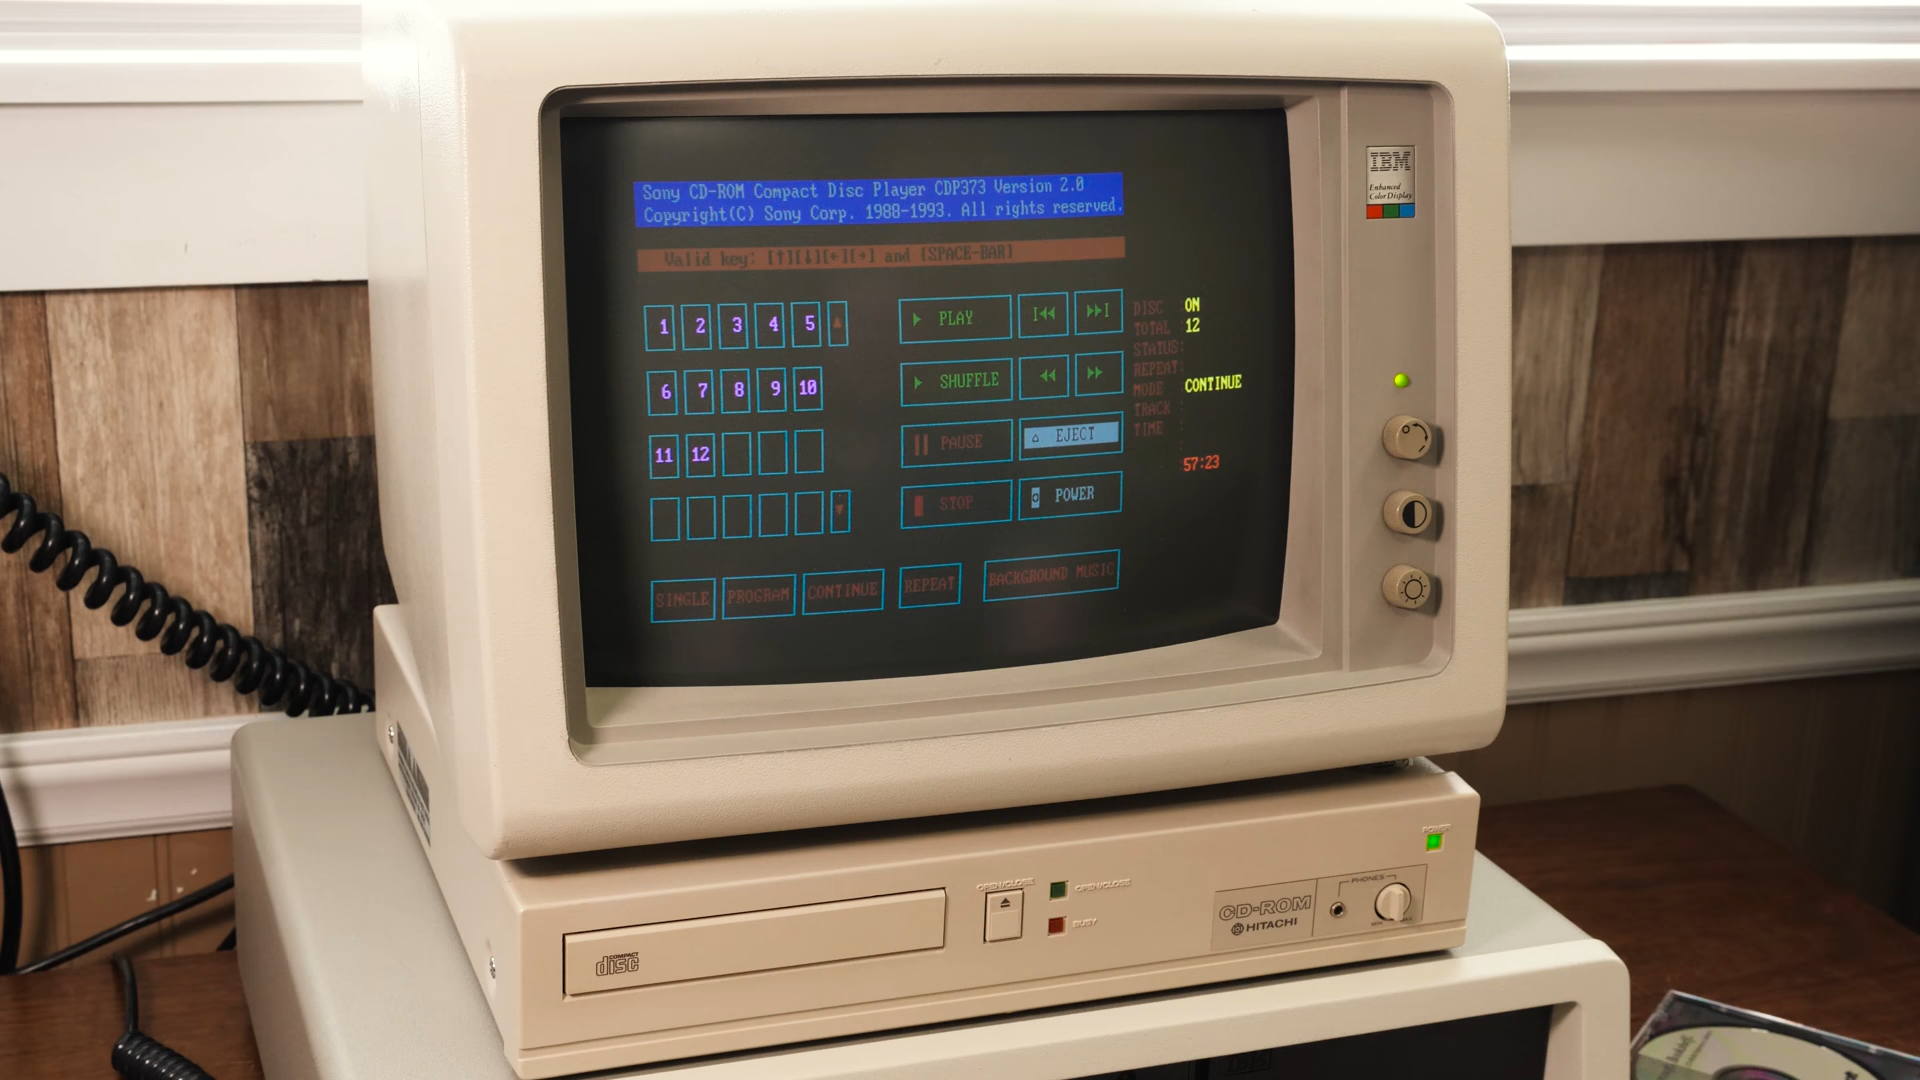 Sony CD-ROM Compact Disc Player CDP373 Version 2.0
Copyright(C) Sony Corp. 1988-1993. All rights reserved.
Valid key: [↑][↓][←][→] and [SPACE-BAR]
1 2 3 4 5
6 7 8 9 10
11 12
PLAY
SHUFFLE
PAUSE
EJECT
STOP
POWER
SINGLE PROGRAM CONTINUE REPEAT BACKGROUND MUSIC
DISC ON
TOTAL 12
STATUS:
REPEAT:
MODE CONTINUE
TRACK :
TIME :
57:23
IBM
Enhanced
Color Display
POWER
COMPACT
disc
OPEN/CLOSE
OPEN/CLOSE
BUSY
CD-ROM
HITACHI
PHONES
MIN MAX